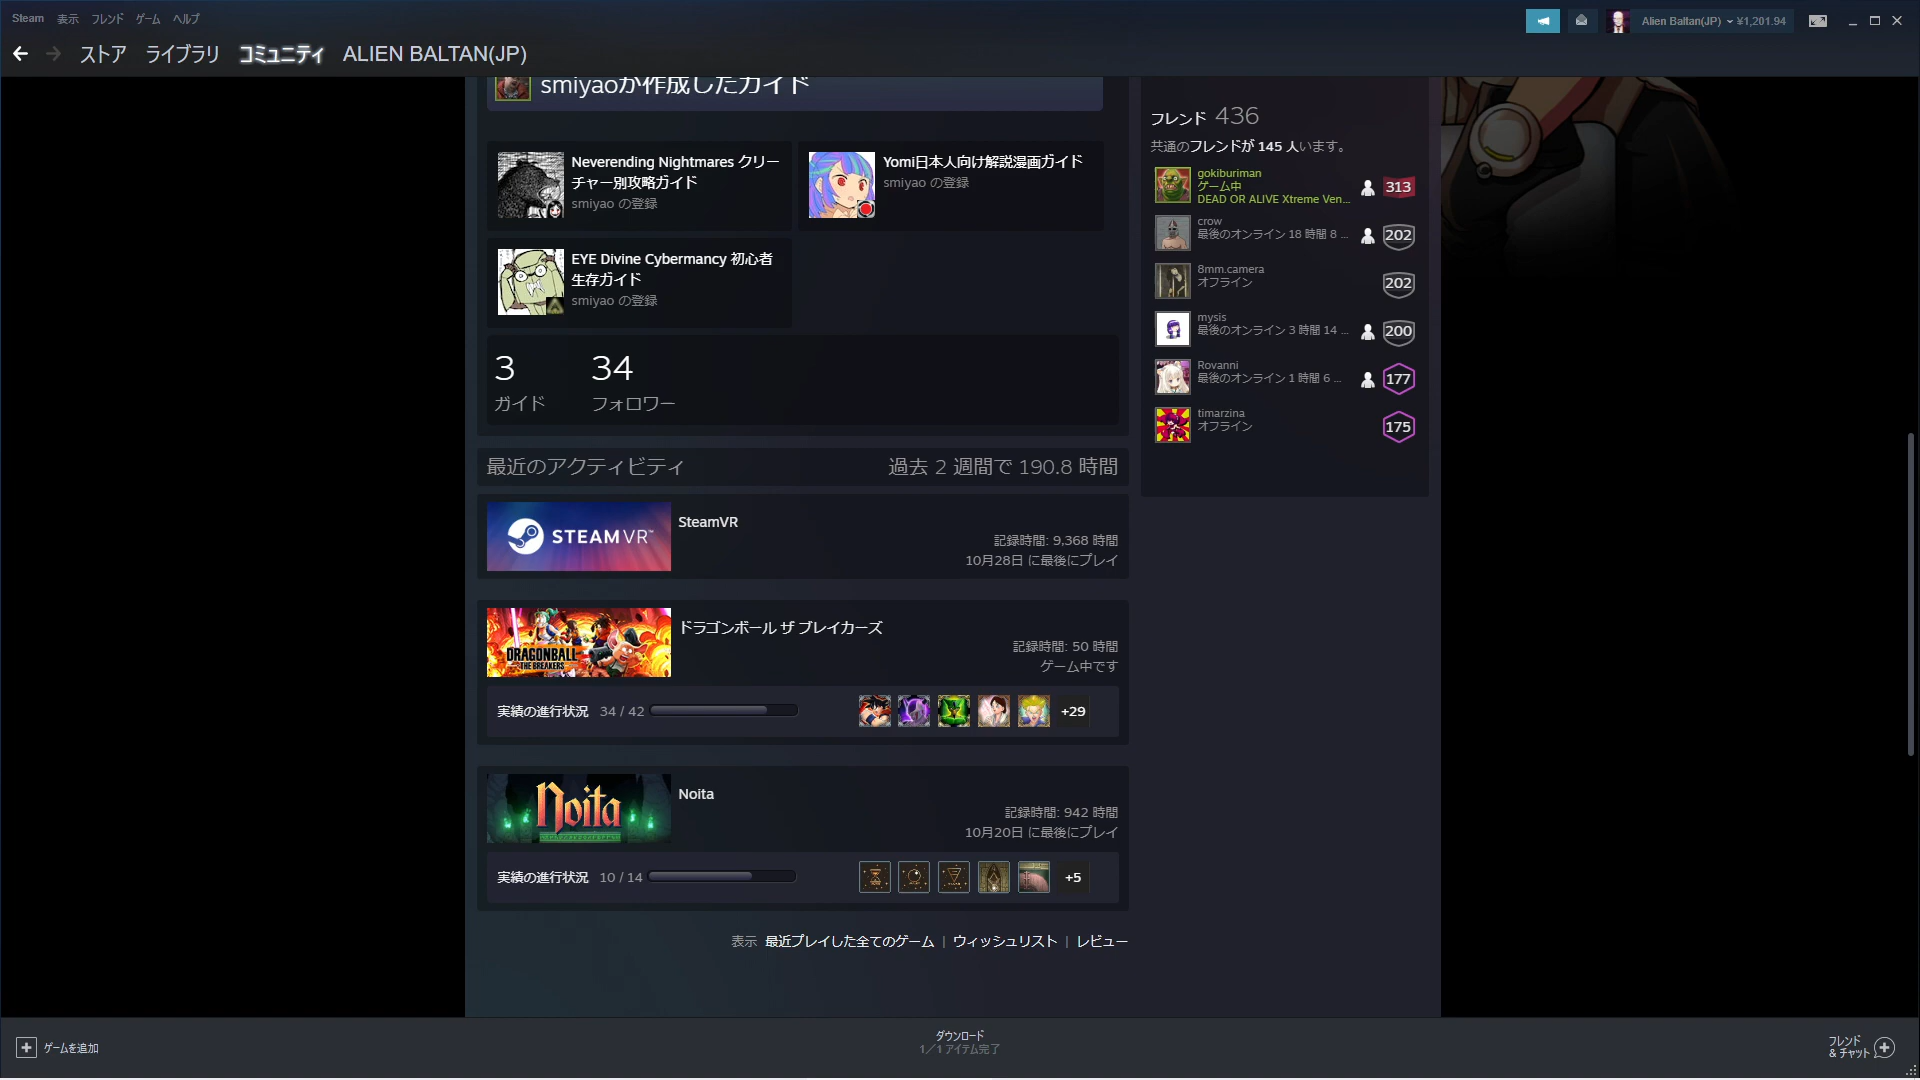 Steam 表示 フレンド ゲーム ヘルプ
Alien Baltan(JP) ¥1,201.94
ストア ライブラリ コミュニティ ALIEN BALTAN(JP)
smiyaoが作成したガイド
Neverending Nightmares クリー
チャー別攻略ガイド
smiyao の登録
Yomi日本人向け解説漫画ガイド
smiyao の登録
EYE Divine Cybermancy 初心者
生存ガイド
smiyao の登録
3
ガイド
34
フォロワー
最近のアクティビティ 過去 2 週間で 190.8 時間
STEAMVR™
SteamVR
記録時間: 9,368 時間
10月28日 に最後にプレイ
DRAGONBALL
THE BREAKERS
ドラゴンボール ザ ブレイカーズ
記録時間: 50 時間
ゲーム中です
実績の進行状況 34 / 42 +29
Noita
Noita
記録時間: 942 時間
10月20日 に最後にプレイ
実績の進行状況 10 / 14 +5
表示 最近プレイした全てのゲーム | ウィッシュリスト | レビュー
フレンド 436
共通のフレンドが 145 人います。
gokiburiman
ゲーム中
DEAD OR ALIVE Xtreme Ven...
313
crow
最後のオンライン 18 時間 8 ...
202
8mm.camera
オフライン
202
mysis
最後のオンライン 3 時間 14 ...
200
Rovanni
最後のオンライン 1 時間 6 ...
177
timarzina
オフライン
175
ゲームを追加
ダウンロード
1／1 アイテム完了
フレンド
& チャット